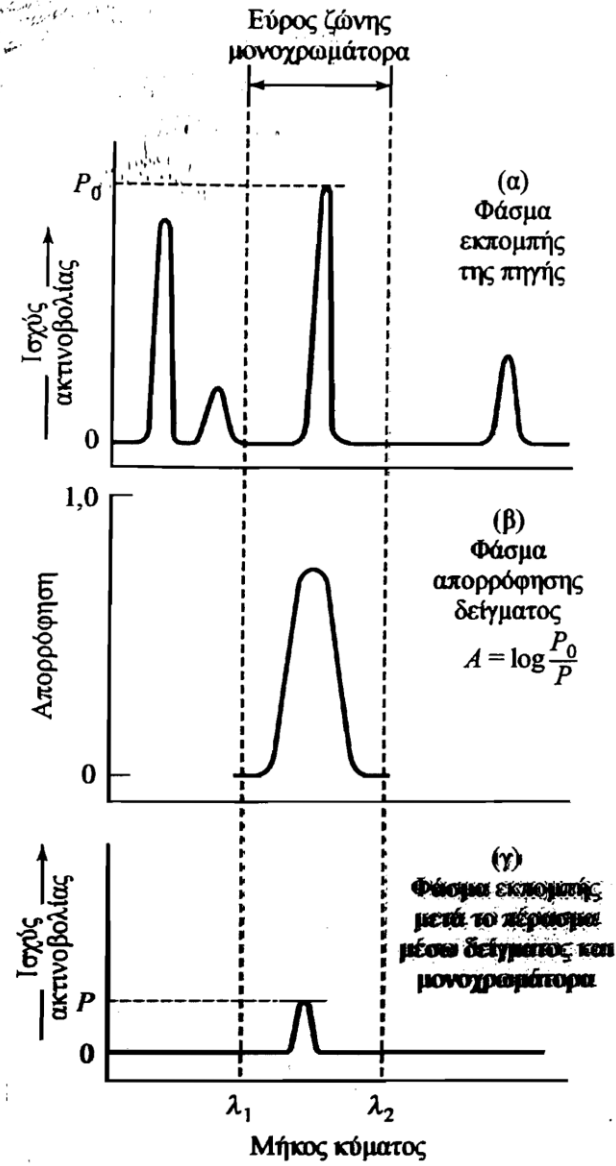 Εύρος ζώνης
μονοχρωμάτορα
P₀
Ισχύς
ακτινοβολίας
0
(α)
Φάσμα
εκπομπής
της πηγής
1,0
Απορρόφηση
0
(β)
Φάσμα
απορρόφησης
δείγματος
A = log P₀/P
Ισχύς
ακτινοβολίας
P
0
(γ)
Φάσμα εκπομπής
μετά το πέρασμα
μέσω δείγματος και
μονοχρωμάτορα
λ₁ λ₂
Μήκος κύματος